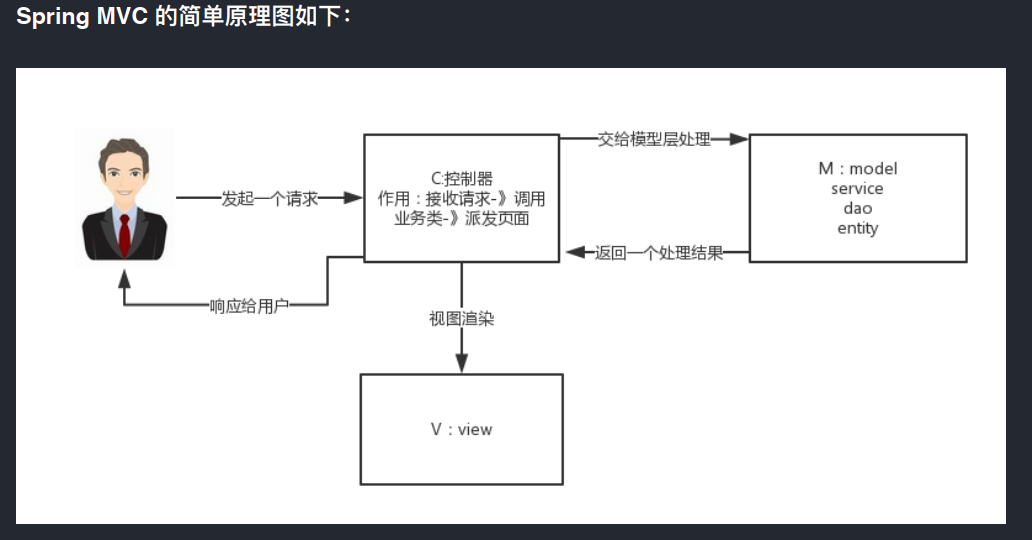 Spring MVC 的简单原理图如下：
发起一个请求
C:控制器
作用：接收请求-》调用
业务类-》派发页面
交给模型层处理
M：model
service
dao
entity
返回一个处理结果
响应给用户
视图渲染
V：view